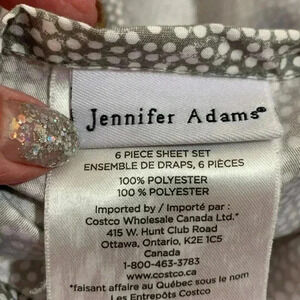 Jennifer Adams®
6 PIECE SHEET SET
ENSEMBLE DE DRAPS, 6 PIÈCES
100% POLYESTER
100 % POLYESTER
Imported by / Importé par :
Costco Wholesale Canada Ltd.*
415 W. Hunt Club Road
Ottawa, Ontario, K2E 1C5
Canada
1-800-463-3783
www.costco.ca
*faisant affaire au Québec sous le nom
Les Entrepôts Costco